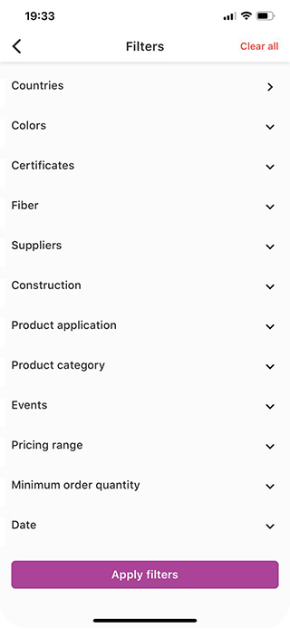 19:33
Filters
Clear all
Countries
Colors
Certificates
Fiber
Suppliers
Construction
Product application
Product category
Events
Pricing range
Minimum order quantity
Date
Apply filters